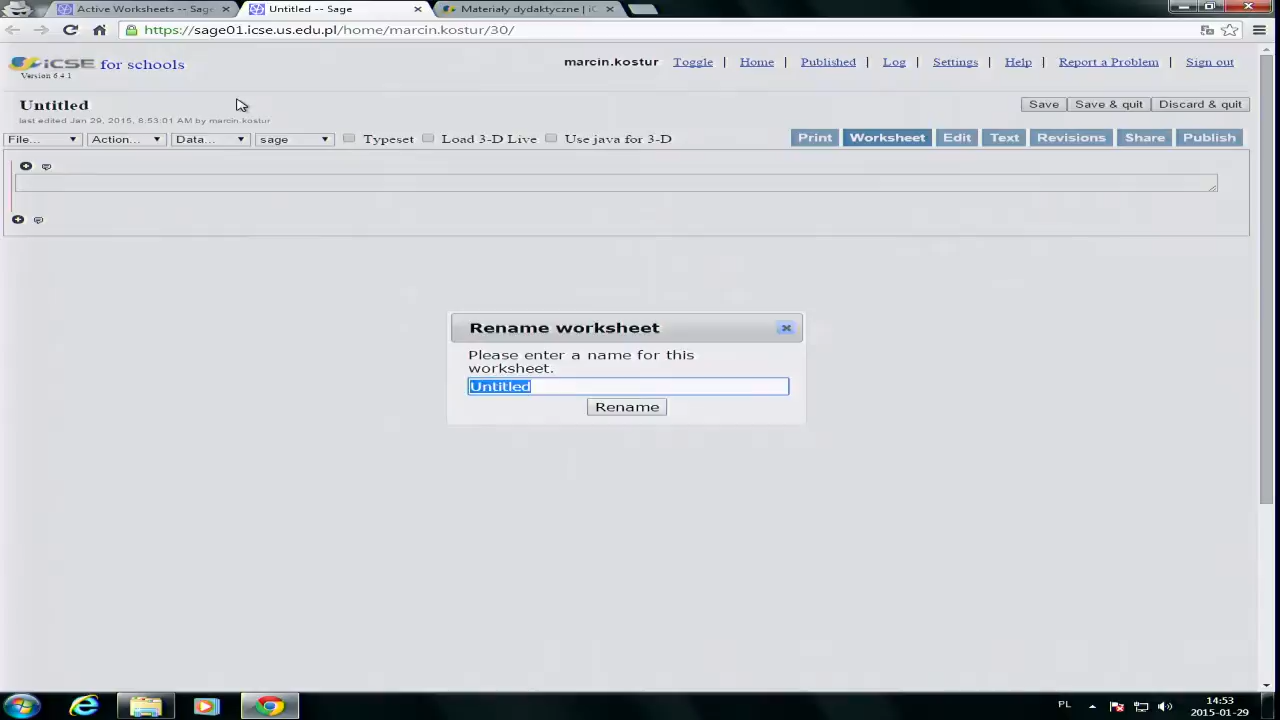 Active Worksheets -- Sage
Untitled -- Sage
Materiały dydaktyczne | iC
https://sage01.icse.us.edu.pl/home/marcin.kostur/30/
iCSE for schools
Version 6.4.1
marcin.kostur Toggle | Home | Published | Log | Settings | Help | Report a Problem | Sign out
Untitled
last edited Jan 29, 2015, 8:53:01 AM by marcin.kostur
Save Save & quit Discard & quit
File... Action... Data... sage Typeset Load 3-D Live Use java for 3-D Print Worksheet Edit Text Revisions Share Publish
Rename worksheet
Please enter a name for this
worksheet.
Untitled
Rename
PL
14:53
2015-01-29